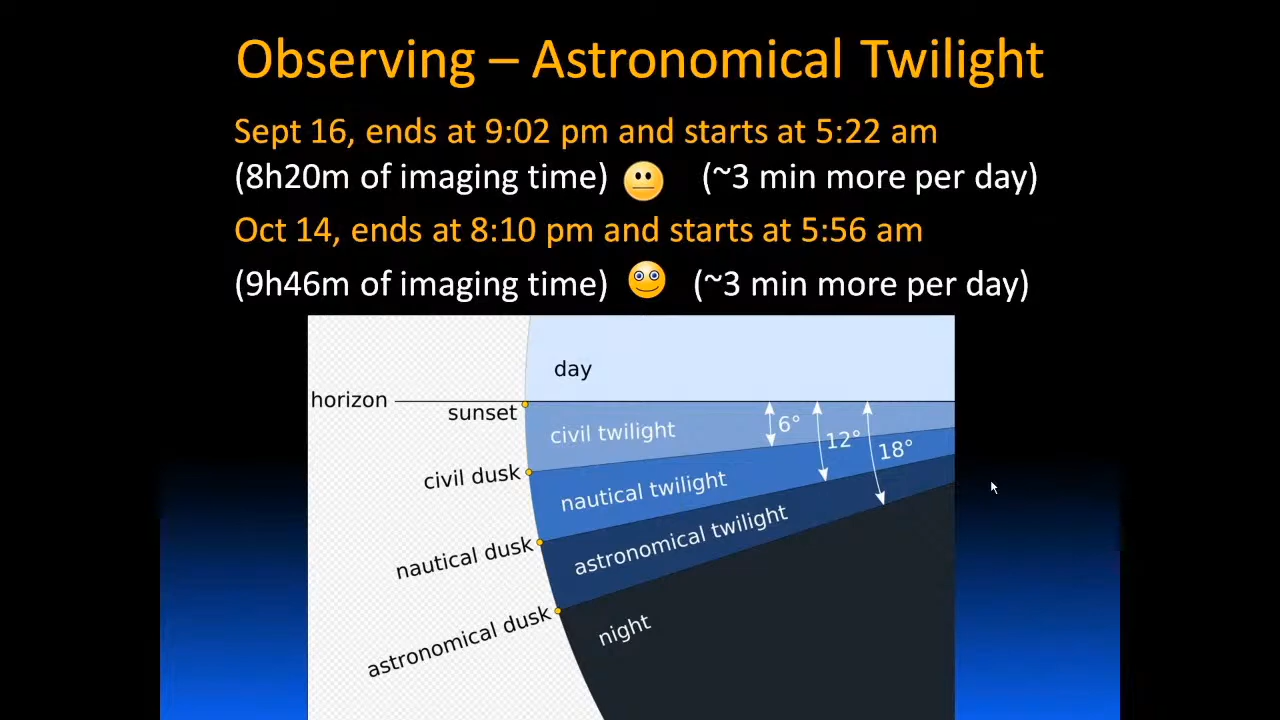 Observing – Astronomical Twilight
Sept 16, ends at 9:02 pm and starts at 5:22 am
(8h20m of imaging time) (~3 min more per day)
Oct 14, ends at 8:10 pm and starts at 5:56 am
(9h46m of imaging time) (~3 min more per day)
day
horizon
sunset
civil twilight
6°
12°
18°
civil dusk
nautical twilight
nautical dusk
astronomical twilight
astronomical dusk
night